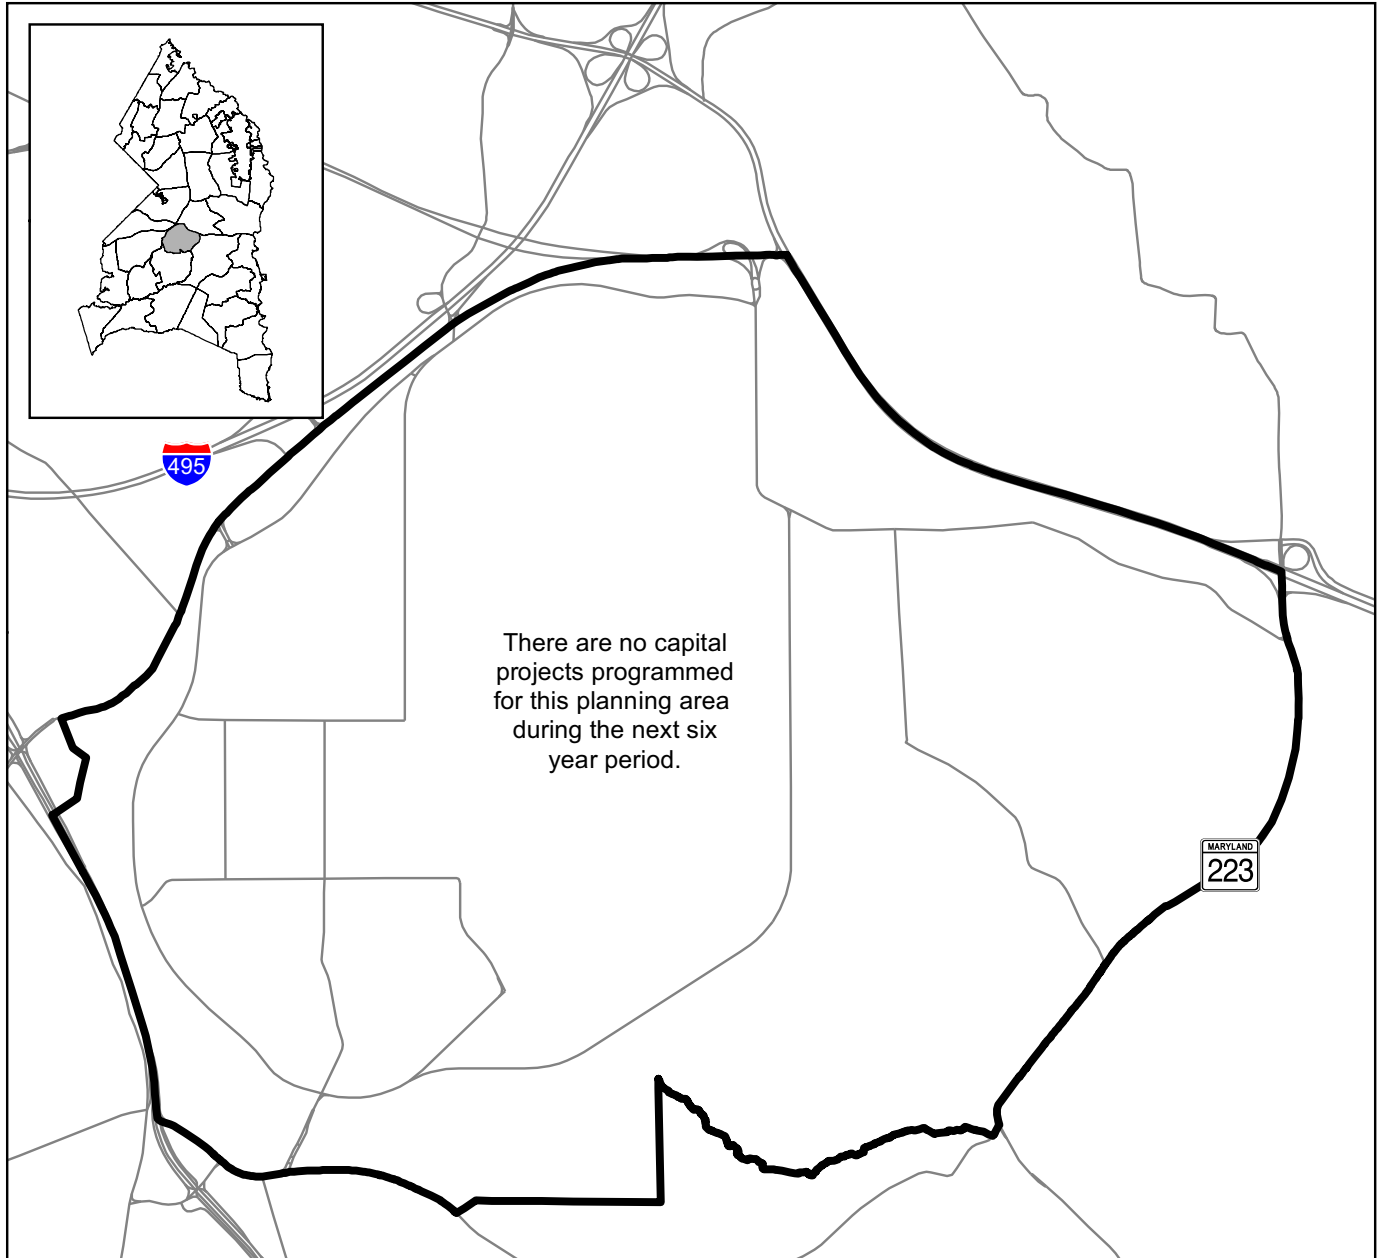 495
There are no capital
projects programmed
for this planning area
during the next six
year period.
MARYLAND
223